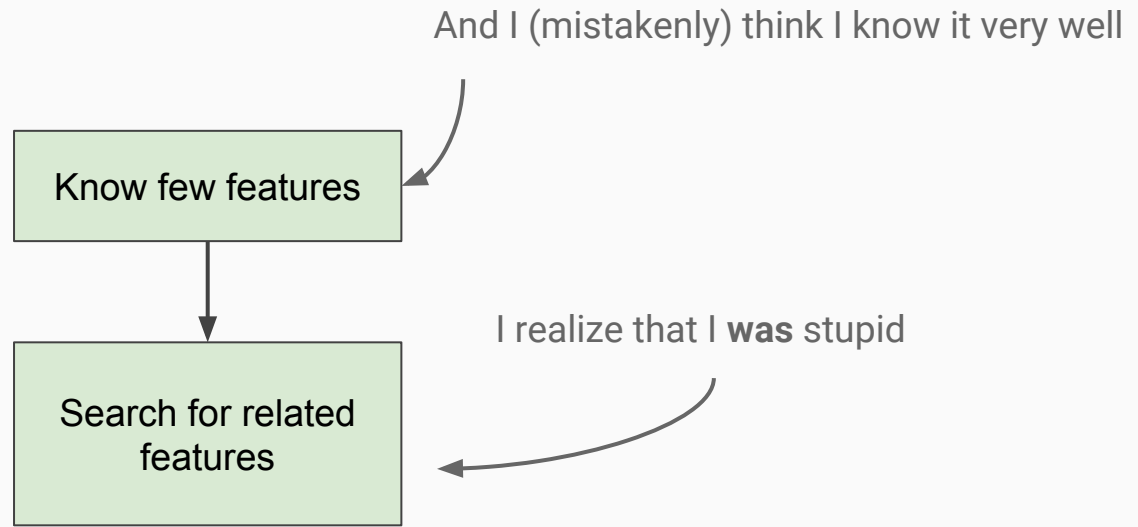 And I (mistakenly) think I know it very well
Know few features
I realize that I was stupid
Search for related
features